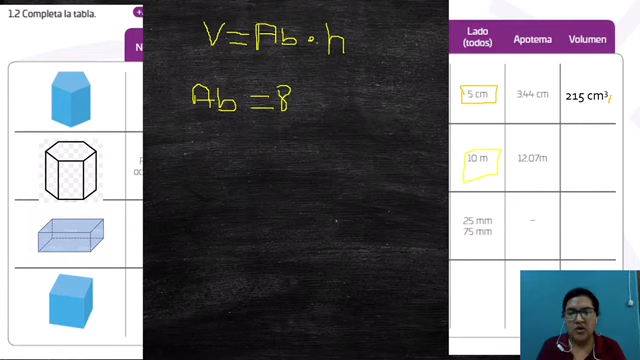 1.2 Completa la tabla.
N
V = Ab · h
Ab = 8
Lado
(todos)
Apotema
Volumen
5 cm
3.44 cm
215 cm³
10 m
12.07m
25 mm
75 mm
–